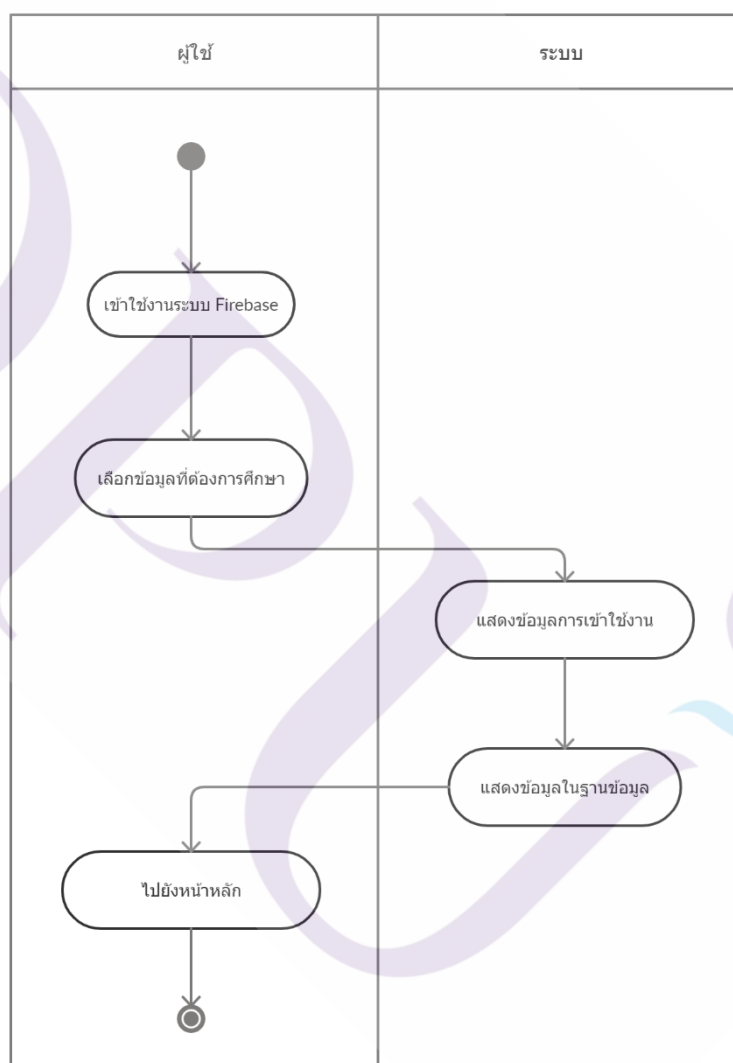 ผู้ใช้
ระบบ
เข้าใช้งานระบบ Firebase
เลือกข้อมูลที่ต้องการศึกษา
แสดงข้อมูลการเข้าใช้งาน
แสดงข้อมูลในฐานข้อมูล
ไปยังหน้าหลัก